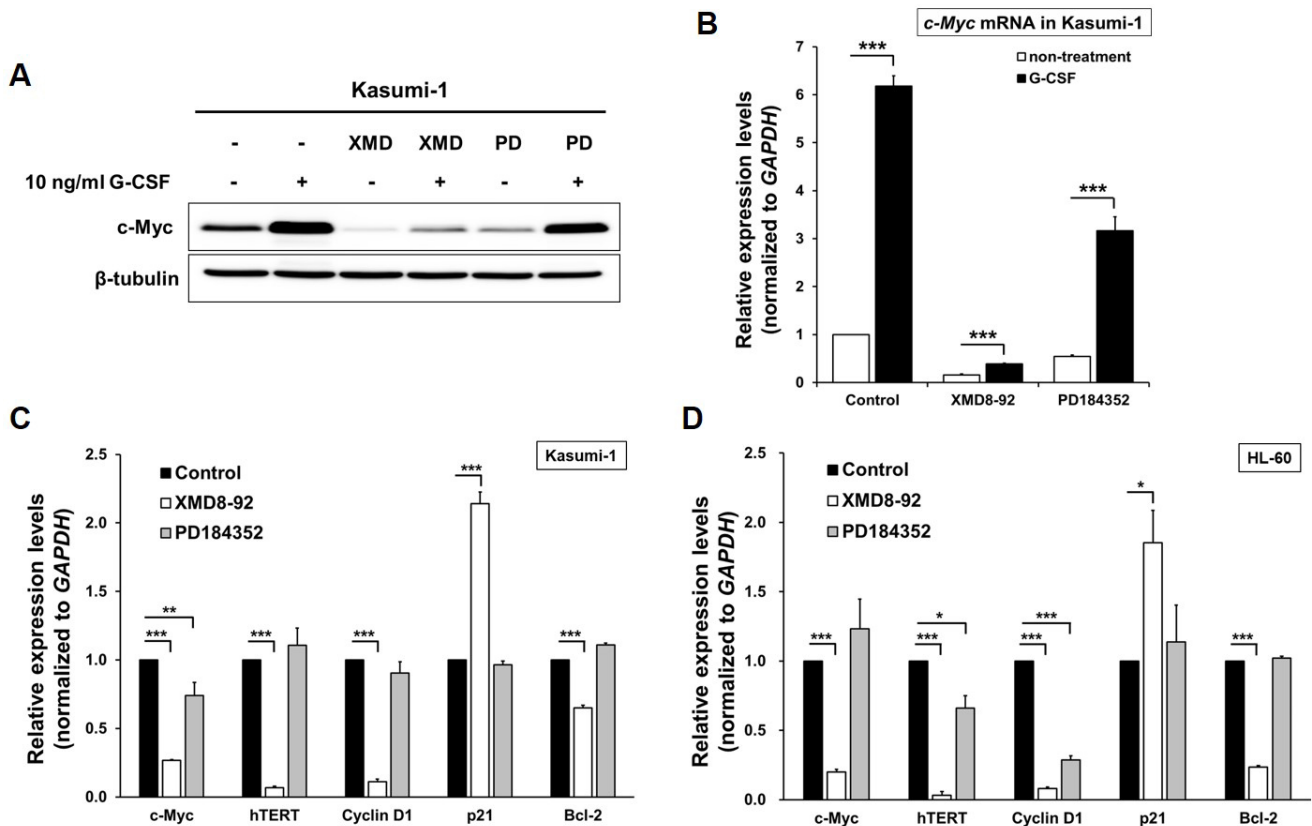 A
Kasumi-1
- - XMD XMD PD PD
10 ng/ml G-CSF - + - + - +
c-Myc
β-tubulin
B
c-Myc mRNA in Kasumi-1
non-treatment
G-CSF
Relative expression levels
(normalized to GAPDH)
7
6
5
4
3
2
1
0
***
***
***
Control XMD8-92 PD184352
C
Kasumi-1
Control
XMD8-92
PD184352
Relative expression levels
(normalized to GAPDH)
2.5
2.0
1.5
1.0
0.5
0.0
**
***
***
***
***
***
c-Myc hTERT Cyclin D1 p21 Bcl-2
D
HL-60
Control
XMD8-92
PD184352
Relative expression levels
(normalized to GAPDH)
2.5
2.0
1.5
1.0
0.5
0.0
***
*
***
***
***
*
***
c-Myc hTERT Cyclin D1 p21 Bcl-2